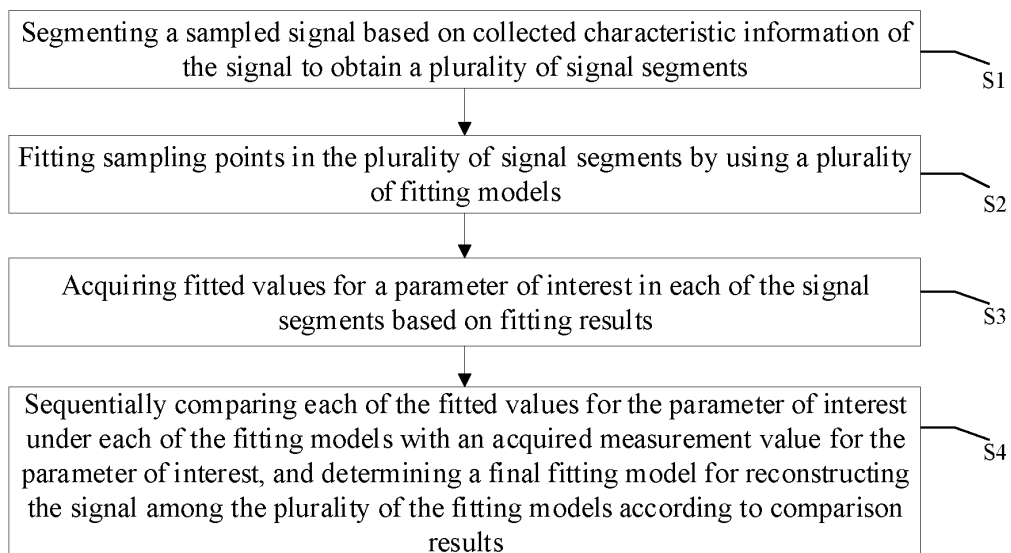 Segmenting a sampled signal based on collected characteristic information of
the signal to obtain a plurality of signal segments
S1
Fitting sampling points in the plurality of signal segments by using a plurality
of fitting models
S2
Acquiring fitted values for a parameter of interest in each of the signal
segments based on fitting results
S3
Sequentially comparing each of the fitted values for the parameter of interest
under each of the fitting models with an acquired measurement value for the
parameter of interest, and determining a final fitting model for reconstructing
the signal among the plurality of the fitting models according to comparison
results
S4